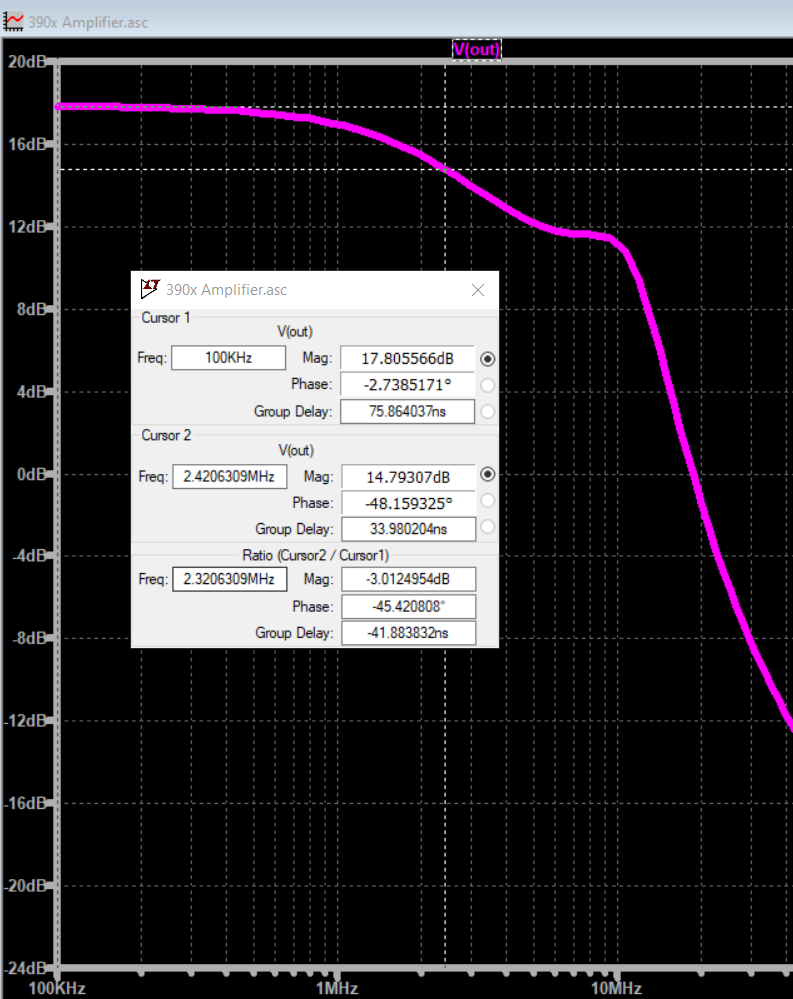 390x Amplifier.asc
V(out)
20dB
16dB
12dB
8dB
4dB
0dB
-4dB
-8dB
-12dB
-16dB
-20dB
-24dB
100KHz 1MHz 10MHz
390x Amplifier.asc
Cursor 1
V(out)
Freq: 100KHz Mag: 17.805566dB
Phase: -2.7385171°
Group Delay: 75.864037ns
Cursor 2
V(out)
Freq: 2.4206309MHz Mag: 14.79307dB
Phase: -48.159325°
Group Delay: 33.980204ns
Ratio (Cursor2 / Cursor1)
Freq: 2.3206309MHz Mag: -3.0124954dB
Phase: -45.420808°
Group Delay: -41.883832ns